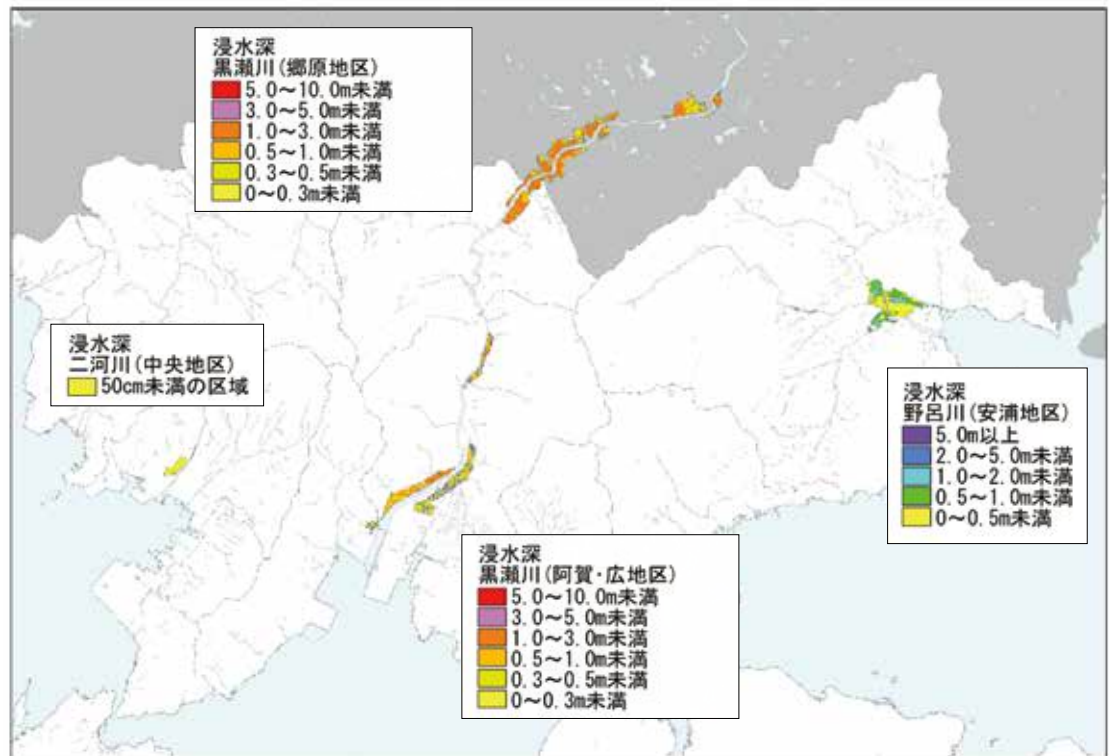 浸水深
黒瀬川(郷原地区)
5.0～10.0m未満
3.0～5.0m未満
1.0～3.0m未満
0.5～1.0m未満
0.3～0.5m未満
0～0.3m未満
浸水深
二河川(中央地区)
50cm未満の区域
浸水深
野呂川(安浦地区)
5.0m以上
2.0～5.0m未満
1.0～2.0m未満
0.5～1.0m未満
0～0.5m未満
浸水深
黒瀬川(阿賀・広地区)
5.0～10.0m未満
3.0～5.0m未満
1.0～3.0m未満
0.5～1.0m未満
0.3～0.5m未満
0～0.3m未満